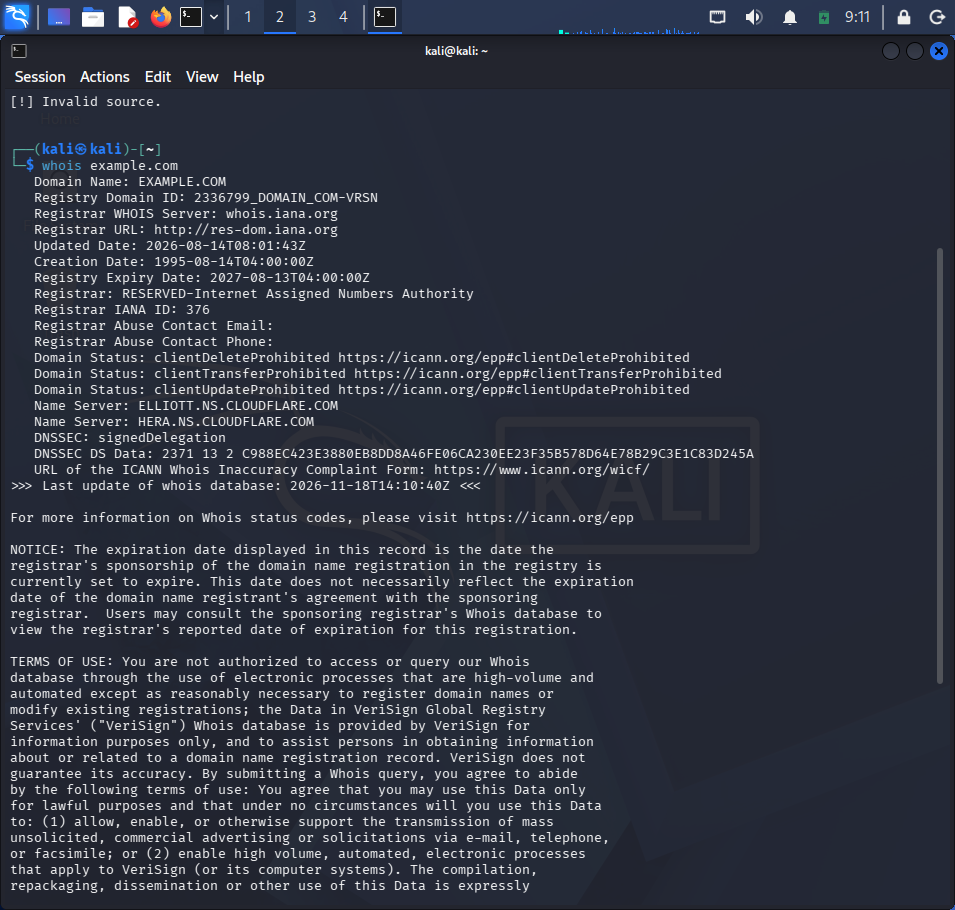 1 2 3 4 9:11
kali@kali: ~
Session Actions Edit View Help
[!] Invalid source.
Home
┌──(kali㉿kali)-[~]
└─$ whois example.com
Domain Name: EXAMPLE.COM
Registry Domain ID: 2336799_DOMAIN_COM-VRSN
Registrar WHOIS Server: whois.iana.org
Registrar URL: http://res-dom.iana.org
Updated Date: 2026-08-14T08:01:43Z
Creation Date: 1995-08-14T04:00:00Z
Registry Expiry Date: 2027-08-13T04:00:00Z
Registrar: RESERVED-Internet Assigned Numbers Authority
Registrar IANA ID: 376
Registrar Abuse Contact Email:
Registrar Abuse Contact Phone:
Domain Status: clientDeleteProhibited https://icann.org/epp#clientDeleteProhibited
Domain Status: clientTransferProhibited https://icann.org/epp#clientTransferProhibited
Domain Status: clientUpdateProhibited https://icann.org/epp#clientUpdateProhibited
Name Server: ELLIOTT.NS.CLOUDFLARE.COM
Name Server: HERA.NS.CLOUDFLARE.COM
DNSSEC: signedDelegation
DNSSEC DS Data: 2371 13 2 C988EC423E3880EB8DD8A46FE06CA230EE23F35B578D64E78B29C3E1C83D245A
URL of the ICANN Whois Inaccuracy Complaint Form: https://www.icann.org/wicf/
>>> Last update of whois database: 2026-11-18T14:10:40Z <<<
KALI
For more information on Whois status codes, please visit https://icann.org/epp
NOTICE: The expiration date displayed in this record is the date the
registrar's sponsorship of the domain name registration in the registry is
currently set to expire. This date does not necessarily reflect the expiration
date of the domain name registrant's agreement with the sponsoring
registrar.  Users may consult the sponsoring registrar's Whois database to
view the registrar's reported date of expiration for this registration.
TERMS OF USE: You are not authorized to access or query our Whois
database through the use of electronic processes that are high-volume and
automated except as reasonably necessary to register domain names or
modify existing registrations; the Data in VeriSign Global Registry
Services' ("VeriSign") Whois database is provided by VeriSign for
information purposes only, and to assist persons in obtaining information
about or related to a domain name registration record. VeriSign does not
guarantee its accuracy. By submitting a Whois query, you agree to abide
by the following terms of use: You agree that you may use this Data only
for lawful purposes and that under no circumstances will you use this Data
to: (1) allow, enable, or otherwise support the transmission of mass
unsolicited, commercial advertising or solicitations via e-mail, telephone,
or facsimile; or (2) enable high volume, automated, electronic processes
that apply to VeriSign (or its computer systems). The compilation,
repackaging, dissemination or other use of this Data is expressly